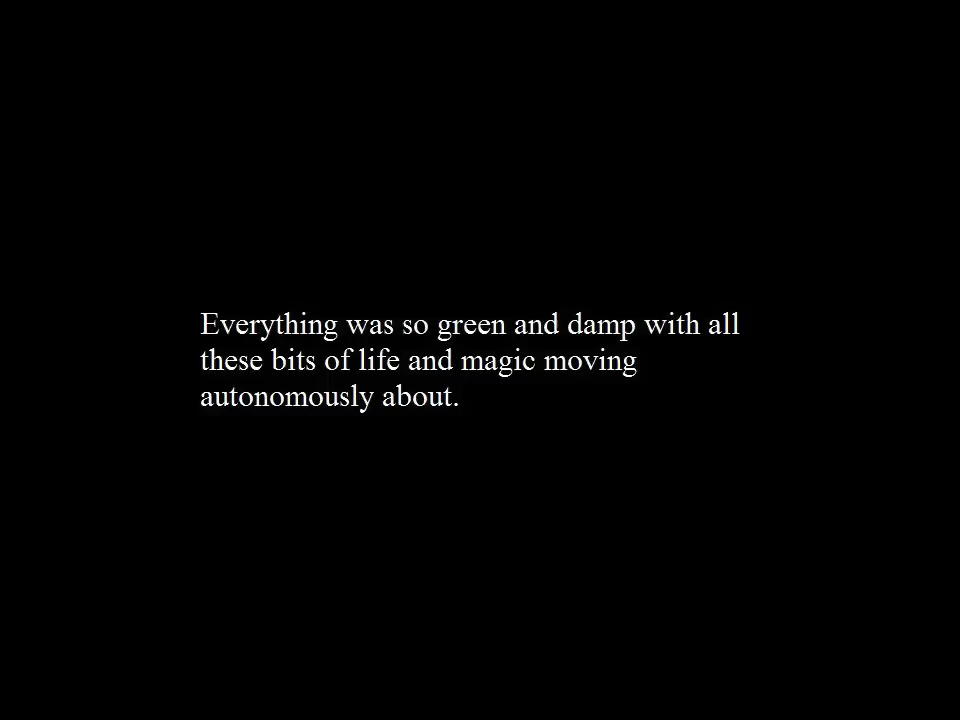 Everything was so green and damp with all
these bits of life and magic moving
autonomously about.